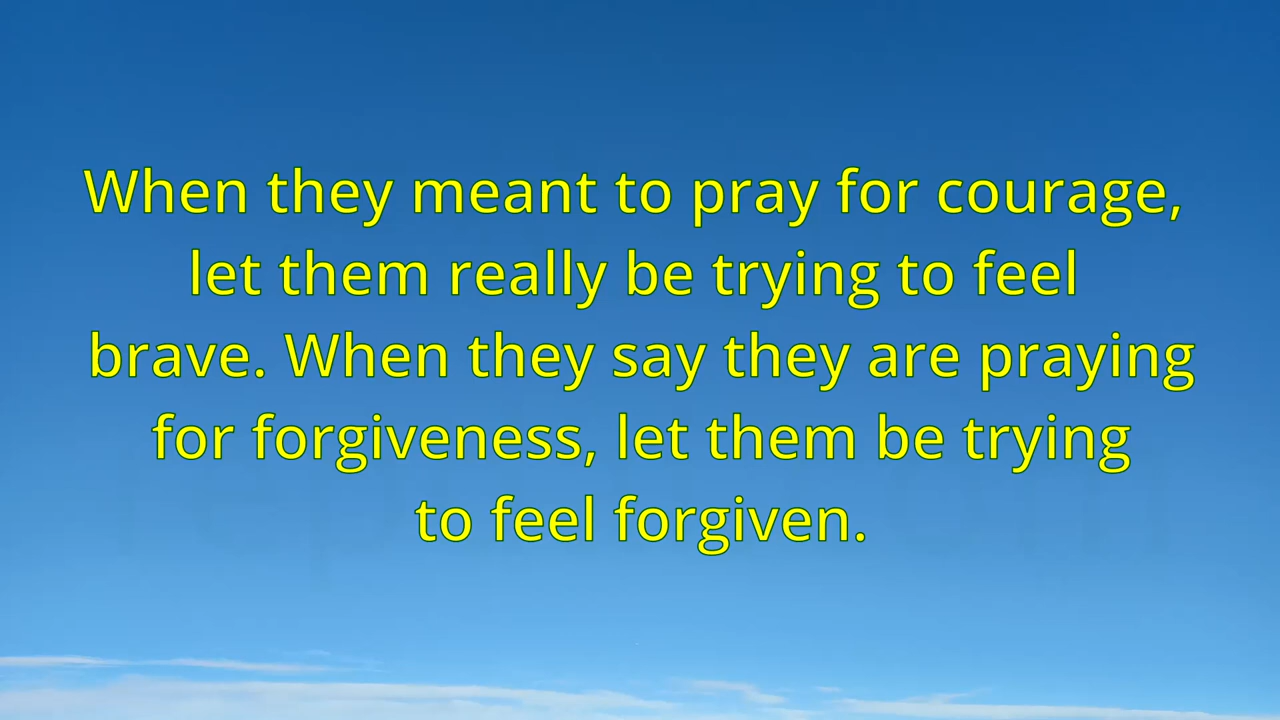 When they meant to pray for courage,
let them really be trying to feel
brave. When they say they are praying
for forgiveness, let them be trying
to feel forgiven.